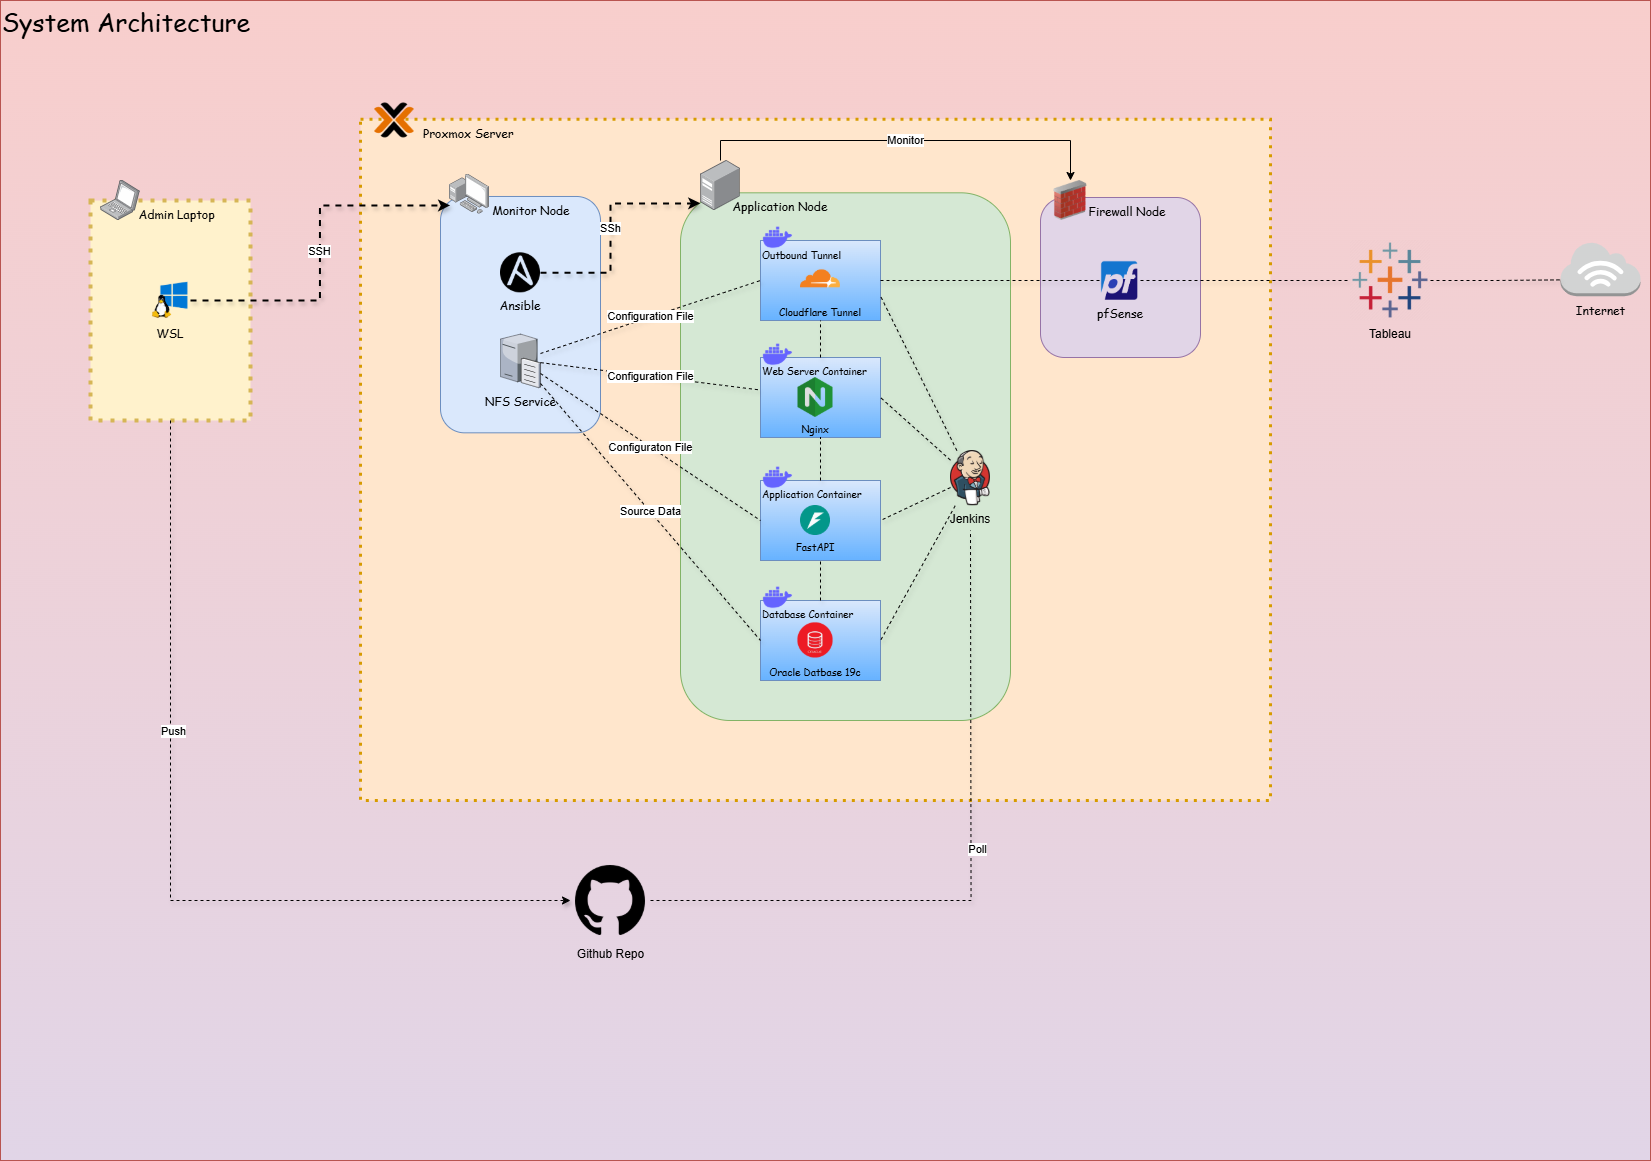 System Architecture
Proxmox Server
Monitor
Admin Laptop
Monitor Node
Application Node
Firewall Node
SSH
SSh
Outbound Tunnel
Cloudflare Tunnel
Ansible
pf
pfSense
Internet
WSL
Tableau
Configuration File
Configuration File
Web Server Container
N
Nginx
NFS Service
Configuraton File
Source Data
Application Container
FastAPI
Jenkins
Database Container
Oracle Datbase 19c
Push
Poll
Github Repo